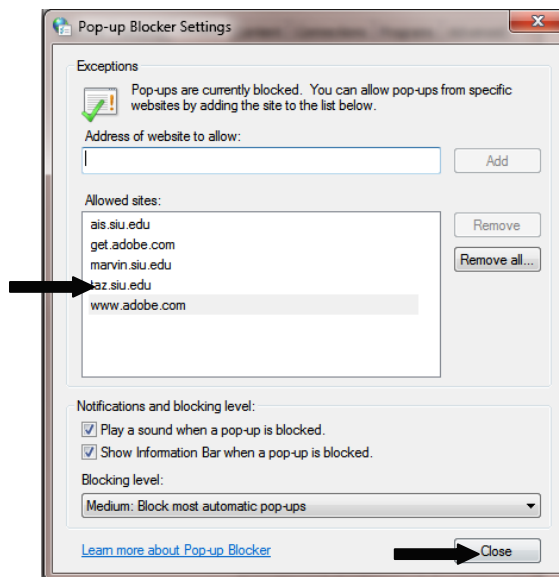 Pop-up Blocker Settings
Exceptions
Pop-ups are currently blocked. You can allow pop-ups from specific
websites by adding the site to the list below.
Address of website to allow:
Add
Allowed sites:
ais.siu.edu
get.adobe.com
marvin.siu.edu
taz.siu.edu
www.adobe.com
Remove
Remove all...
Notifications and blocking level:
Play a sound when a pop-up is blocked.
Show Information Bar when a pop-up is blocked.
Blocking level:
Medium: Block most automatic pop-ups
Learn more about Pop-up Blocker
Close